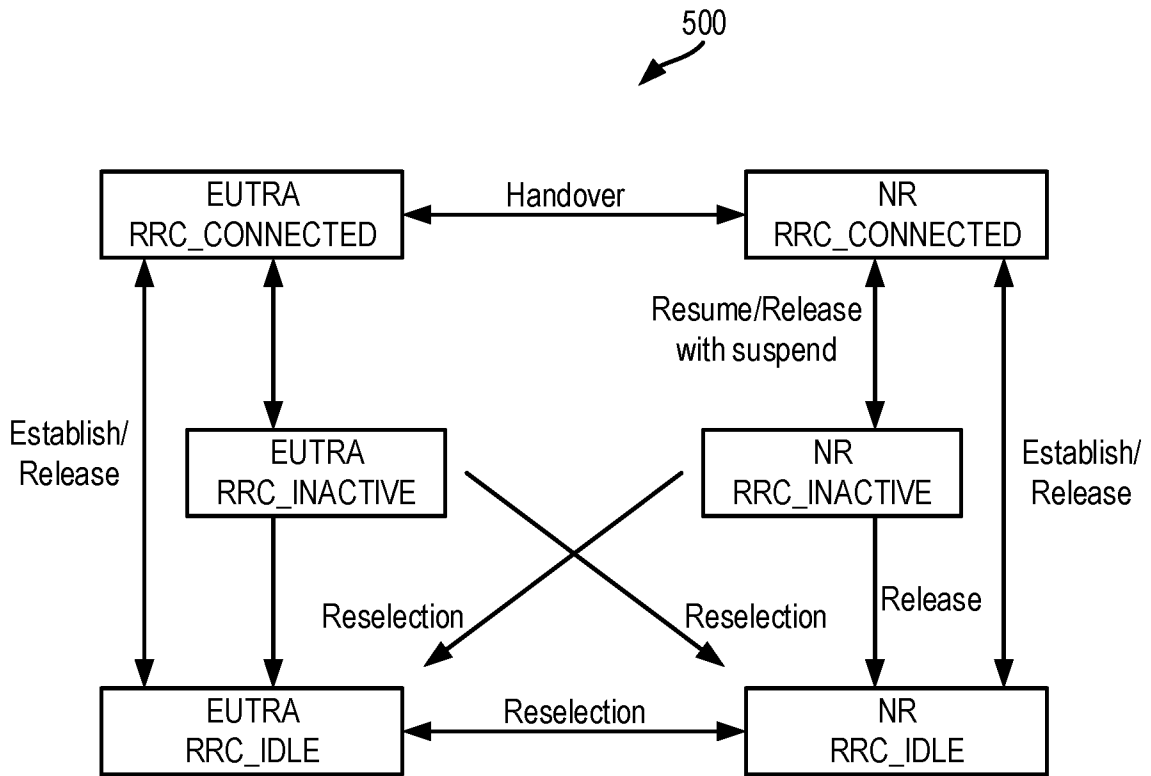 500
EUTRA
RRC_CONNECTED
Handover
NR
RRC_CONNECTED
Resume/Release
with suspend
Establish/
Release
EUTRA
RRC_INACTIVE
NR
RRC_INACTIVE
Establish/
Release
Reselection
Reselection
Release
EUTRA
RRC_IDLE
Reselection
NR
RRC_IDLE